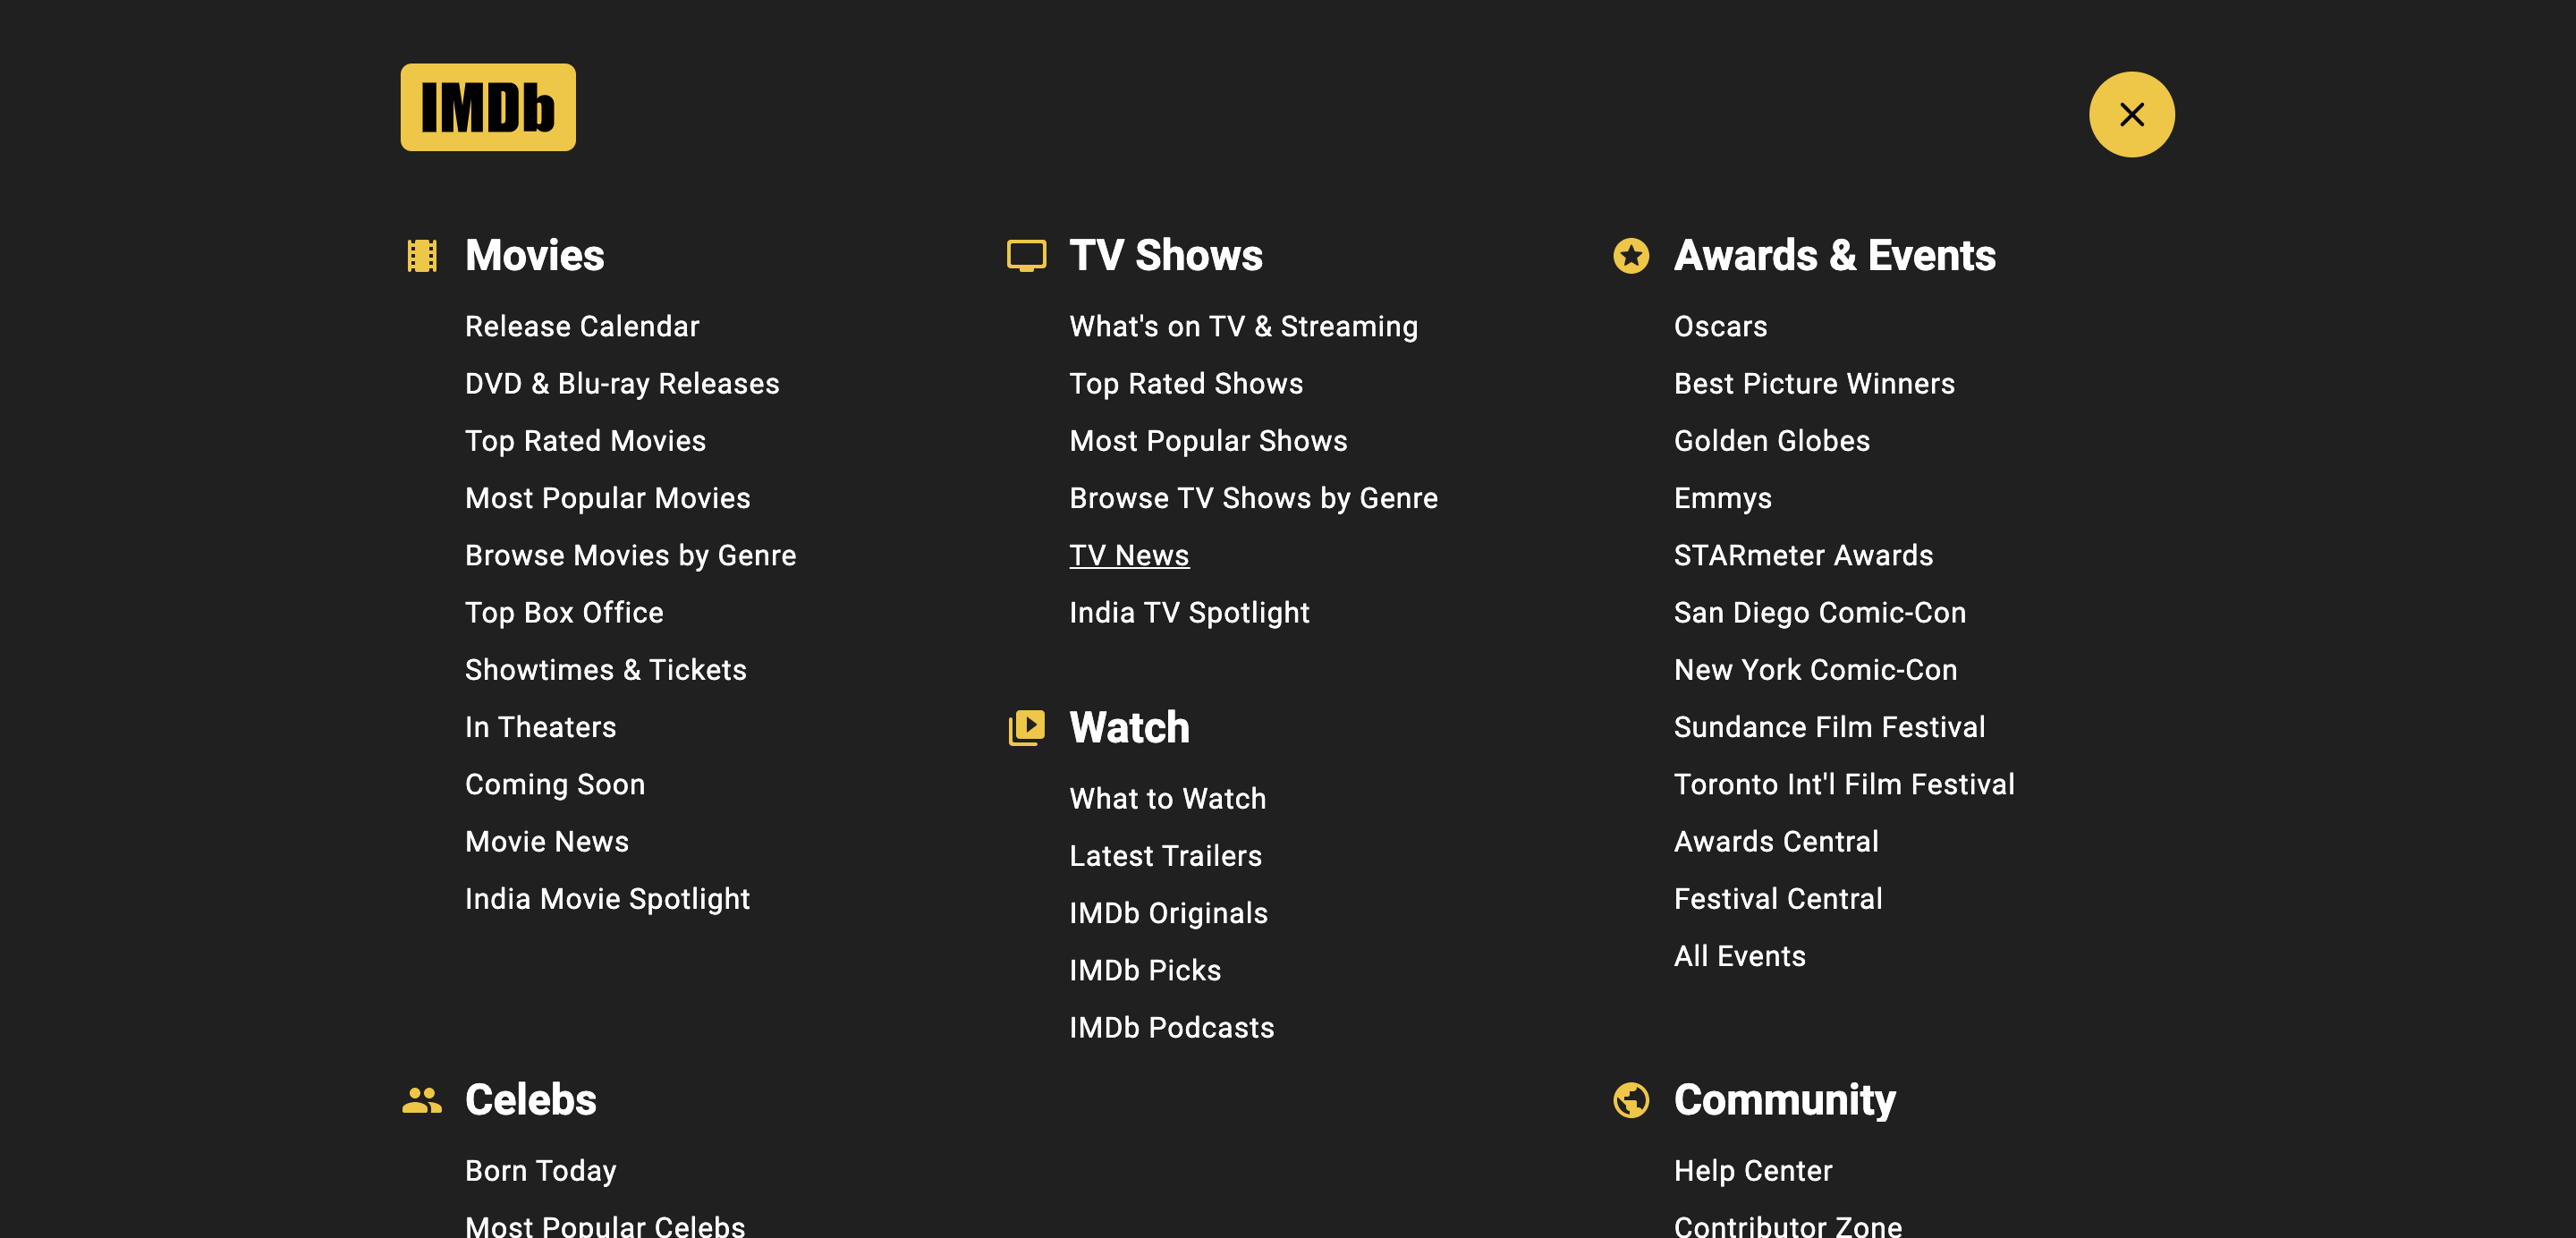 IMDb
Movies
Release Calendar
DVD & Blu-ray Releases
Top Rated Movies
Most Popular Movies
Browse Movies by Genre
Top Box Office
Showtimes & Tickets
In Theaters
Coming Soon
Movie News
India Movie Spotlight
TV Shows
What's on TV & Streaming
Top Rated Shows
Most Popular Shows
Browse TV Shows by Genre
TV News
India TV Spotlight
Watch
What to Watch
Latest Trailers
IMDb Originals
IMDb Picks
IMDb Podcasts
Awards & Events
Oscars
Best Picture Winners
Golden Globes
Emmys
STARmeter Awards
San Diego Comic-Con
New York Comic-Con
Sundance Film Festival
Toronto Int'l Film Festival
Awards Central
Festival Central
All Events
Celebs
Born Today
Most Popular Celebs
Community
Help Center
Contributor Zone